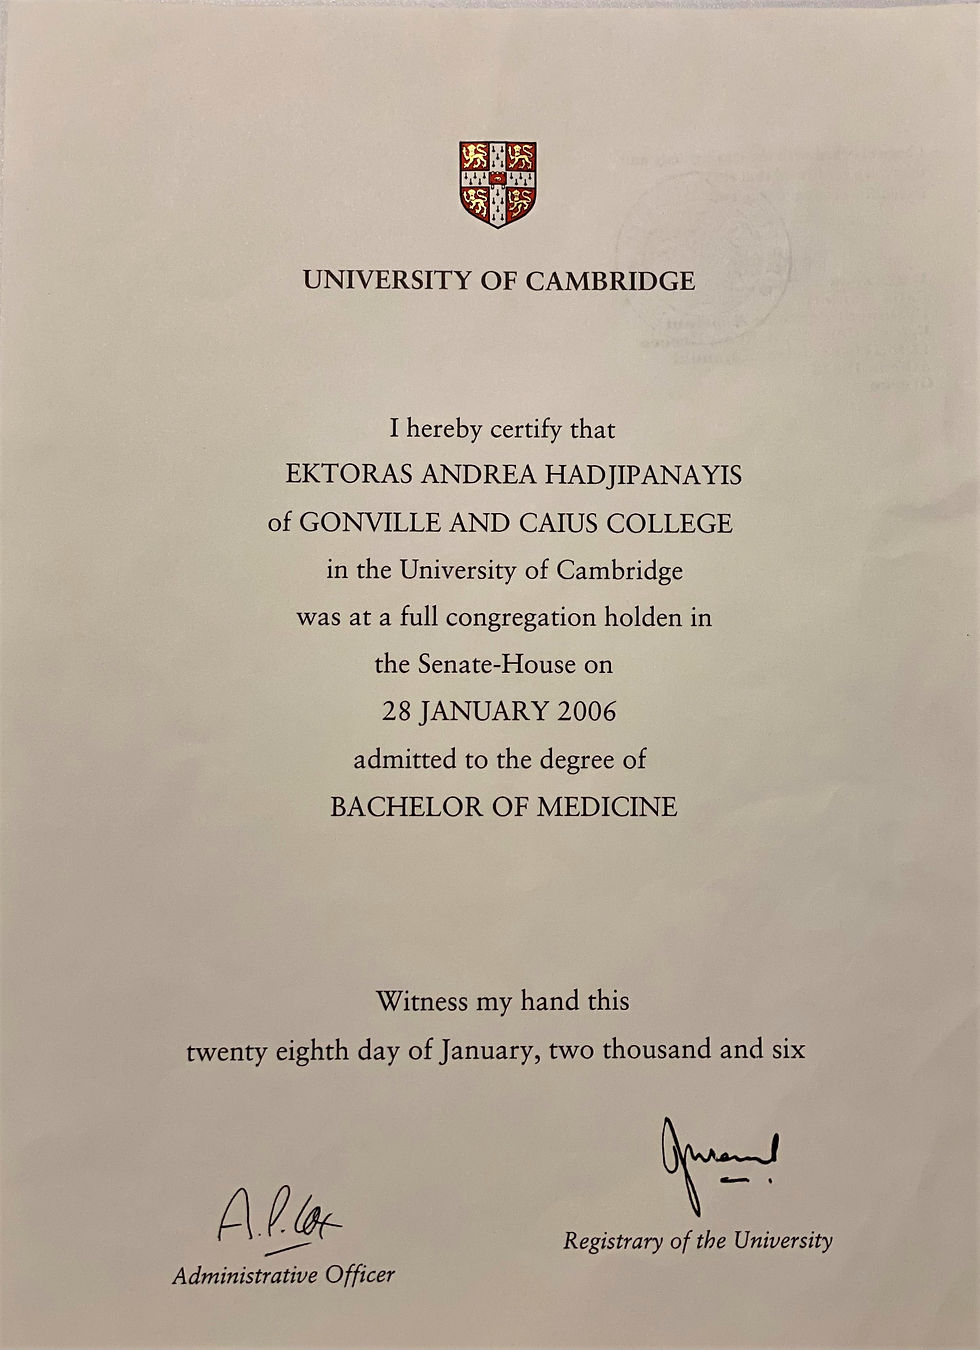 UNIVERSITY OF CAMBRIDGE
I hereby certify that
EKTORAS ANDREA HADJIPANAYIS
of GONVILLE AND CAIUS COLLEGE
in the University of Cambridge
was at a full congregation holden in
the Senate-House on
28 JANUARY 2006
admitted to the degree of
BACHELOR OF MEDICINE
Witness my hand this
twenty eighth day of January, two thousand and six
A.P. Cox
Administrative Officer
Registrary of the University